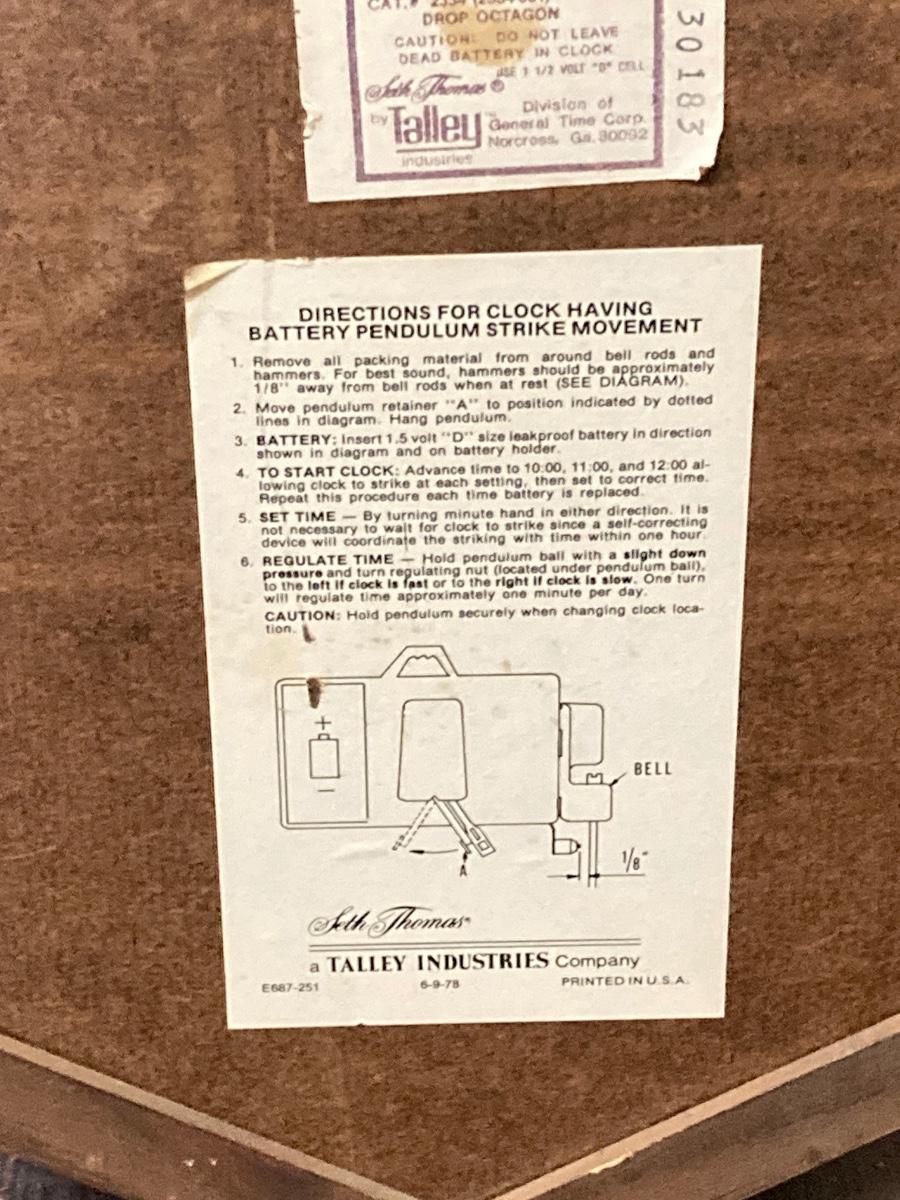 CAT.#
DROP OCTAGON
CAUTION: DO NOT LEAVE
DEAD BATTERY IN CLOCK
USE 1 1/2 VOLT "D" CELL
Seth Thomas ®
by Talley™
industries
Division of
General Time Corp.
Norcross, Ga. 30092
30183
DIRECTIONS FOR CLOCK HAVING
BATTERY PENDULUM STRIKE MOVEMENT
1. Remove all packing material from around bell rods and
hammers. For best sound, hammers should be approximately
1/8" away from bell rods when at rest (SEE DIAGRAM).
2. Move pendulum retainer "A" to position indicated by dotted
lines in diagram. Hang pendulum.
3. BATTERY: Insert 1.5 volt "D" size leakproof battery in direction
shown in diagram and on battery holder.
4. TO START CLOCK: Advance time to 10:00, 11:00, and 12:00 al-
lowing clock to strike at each setting, then set to correct time.
Repeat this procedure each time battery is replaced.
5. SET TIME — By turning minute hand in either direction. It is
not necessary to wait for clock to strike since a self-correcting
device will coordinate the striking with time within one hour.
6. REGULATE TIME — Hold pendulum ball with a slight down
pressure and turn regulating nut (located under pendulum ball),
to the left if clock is fast or to the right if clock is slow. One turn
will regulate time approximately one minute per day.
CAUTION: Hold pendulum securely when changing clock loca-
tion.
+
−
BELL
1/8"
A
Seth Thomas®
a TALLEY INDUSTRIES Company
E687-251 6-9-78 PRINTED IN U.S.A.